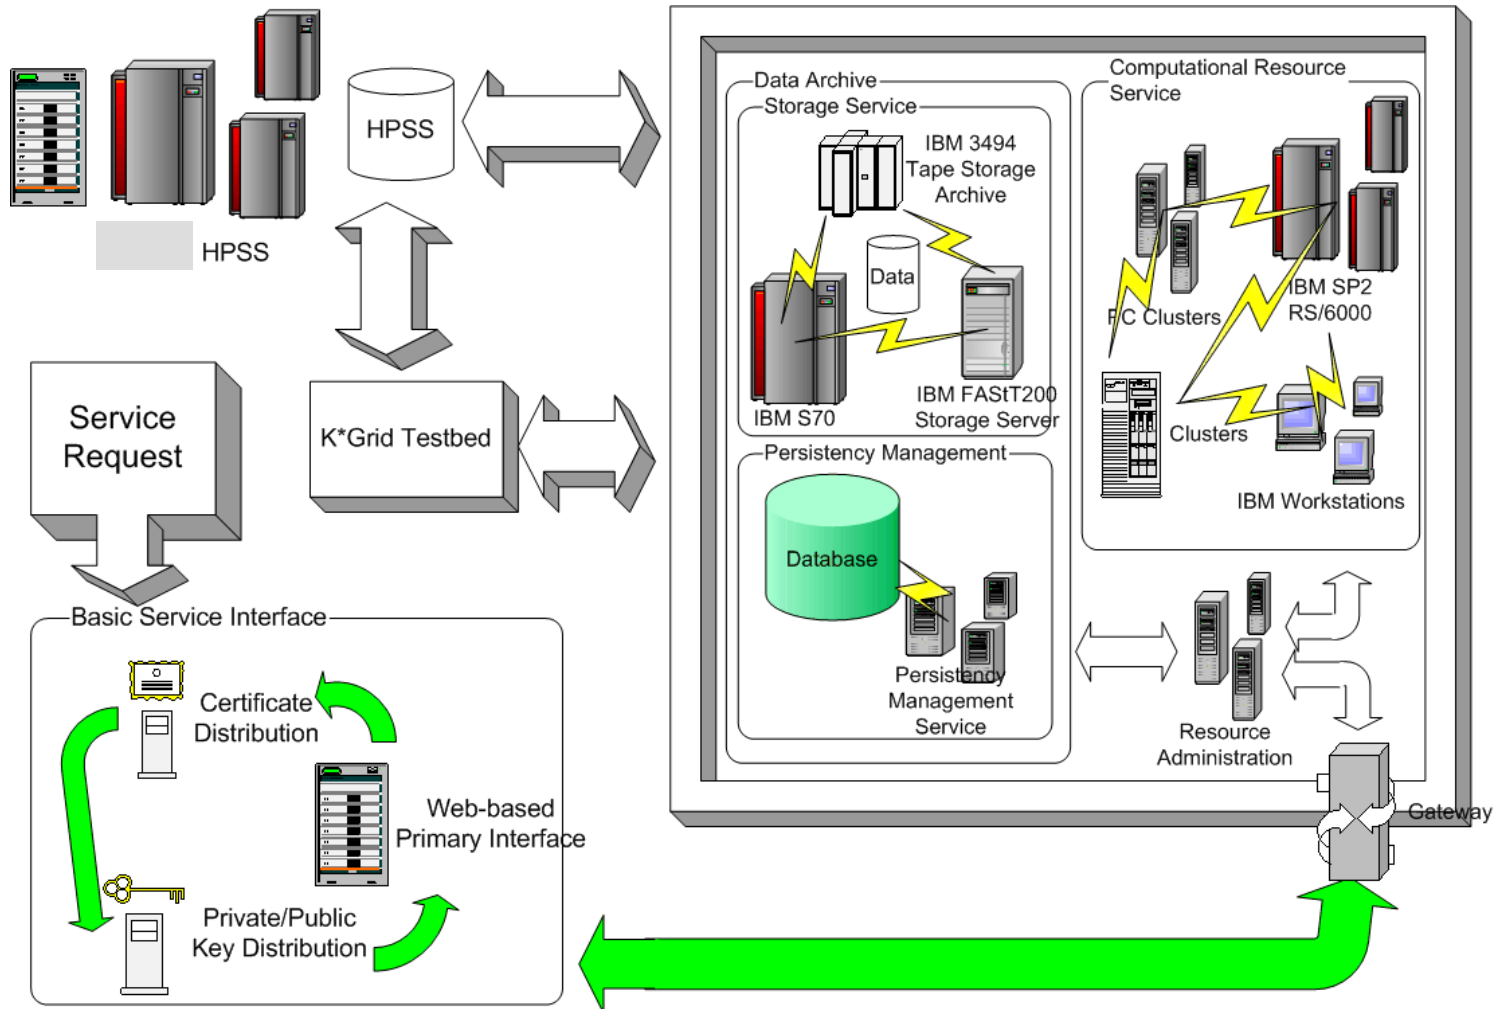 HPSS
HPSS
Service
Request
K*Grid Testbed
Basic Service Interface
Certificate
Distribution
Web-based
Primary Interface
Private/Public
Key Distribution
Data Archive
Storage Service
IBM 3494
Tape Storage
Archive
Data
IBM S70
IBM FAStT200
Storage Server
Persistency Management
Database
Persistency
Management
Service
Computational Resource
Service
PC Clusters
IBM SP2
RS/6000
Clusters
IBM Workstations
Resource
Administration
Gateway